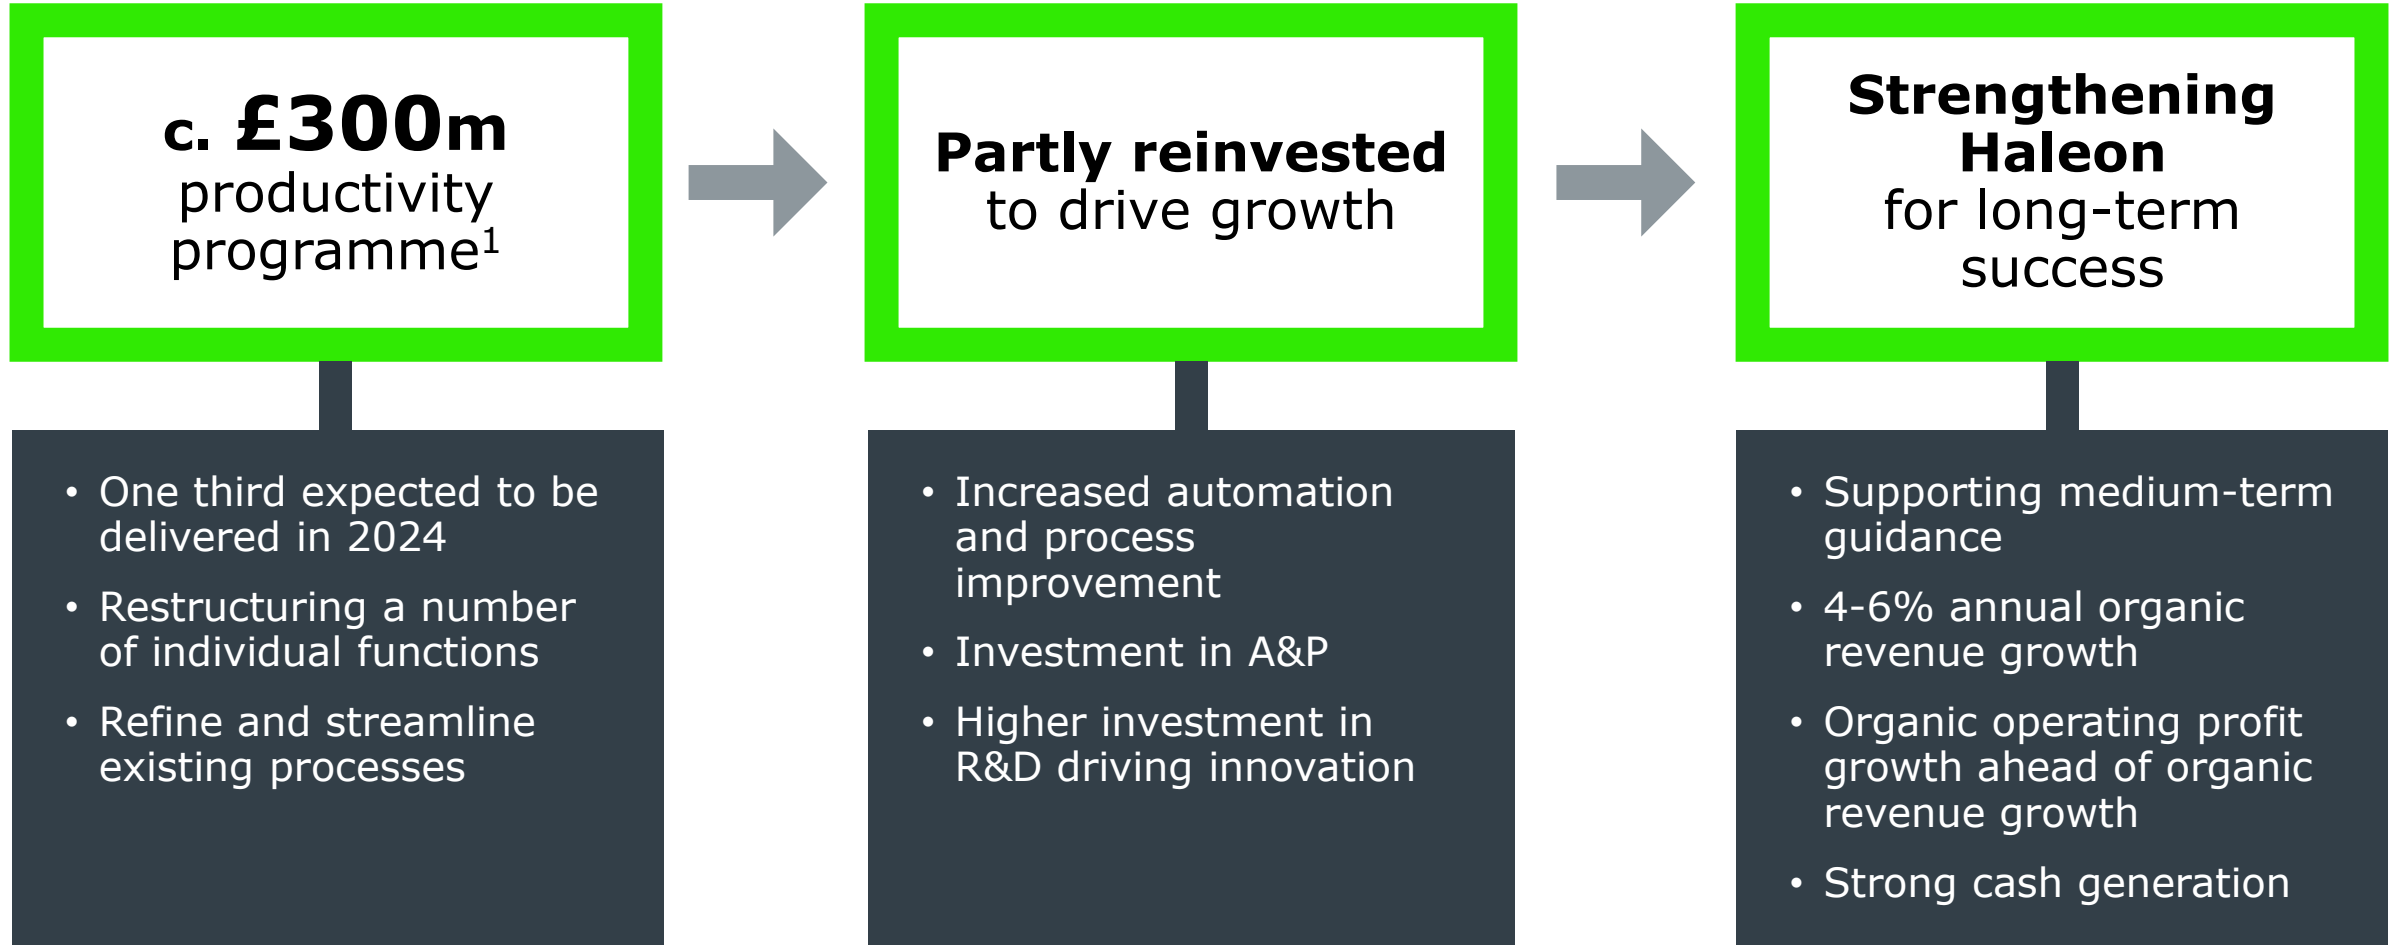 c. £300m
productivity
programme¹
Partly reinvested
to drive growth
Strengthening
Haleon
for long-term
success
• One third expected to be
delivered in 2024
• Restructuring a number
of individual functions
• Refine and streamline
existing processes
• Increased automation
and process
improvement
• Investment in A&P
• Higher investment in
R&D driving innovation
• Supporting medium-term
guidance
• 4-6% annual organic
revenue growth
• Organic operating profit
growth ahead of organic
revenue growth
• Strong cash generation